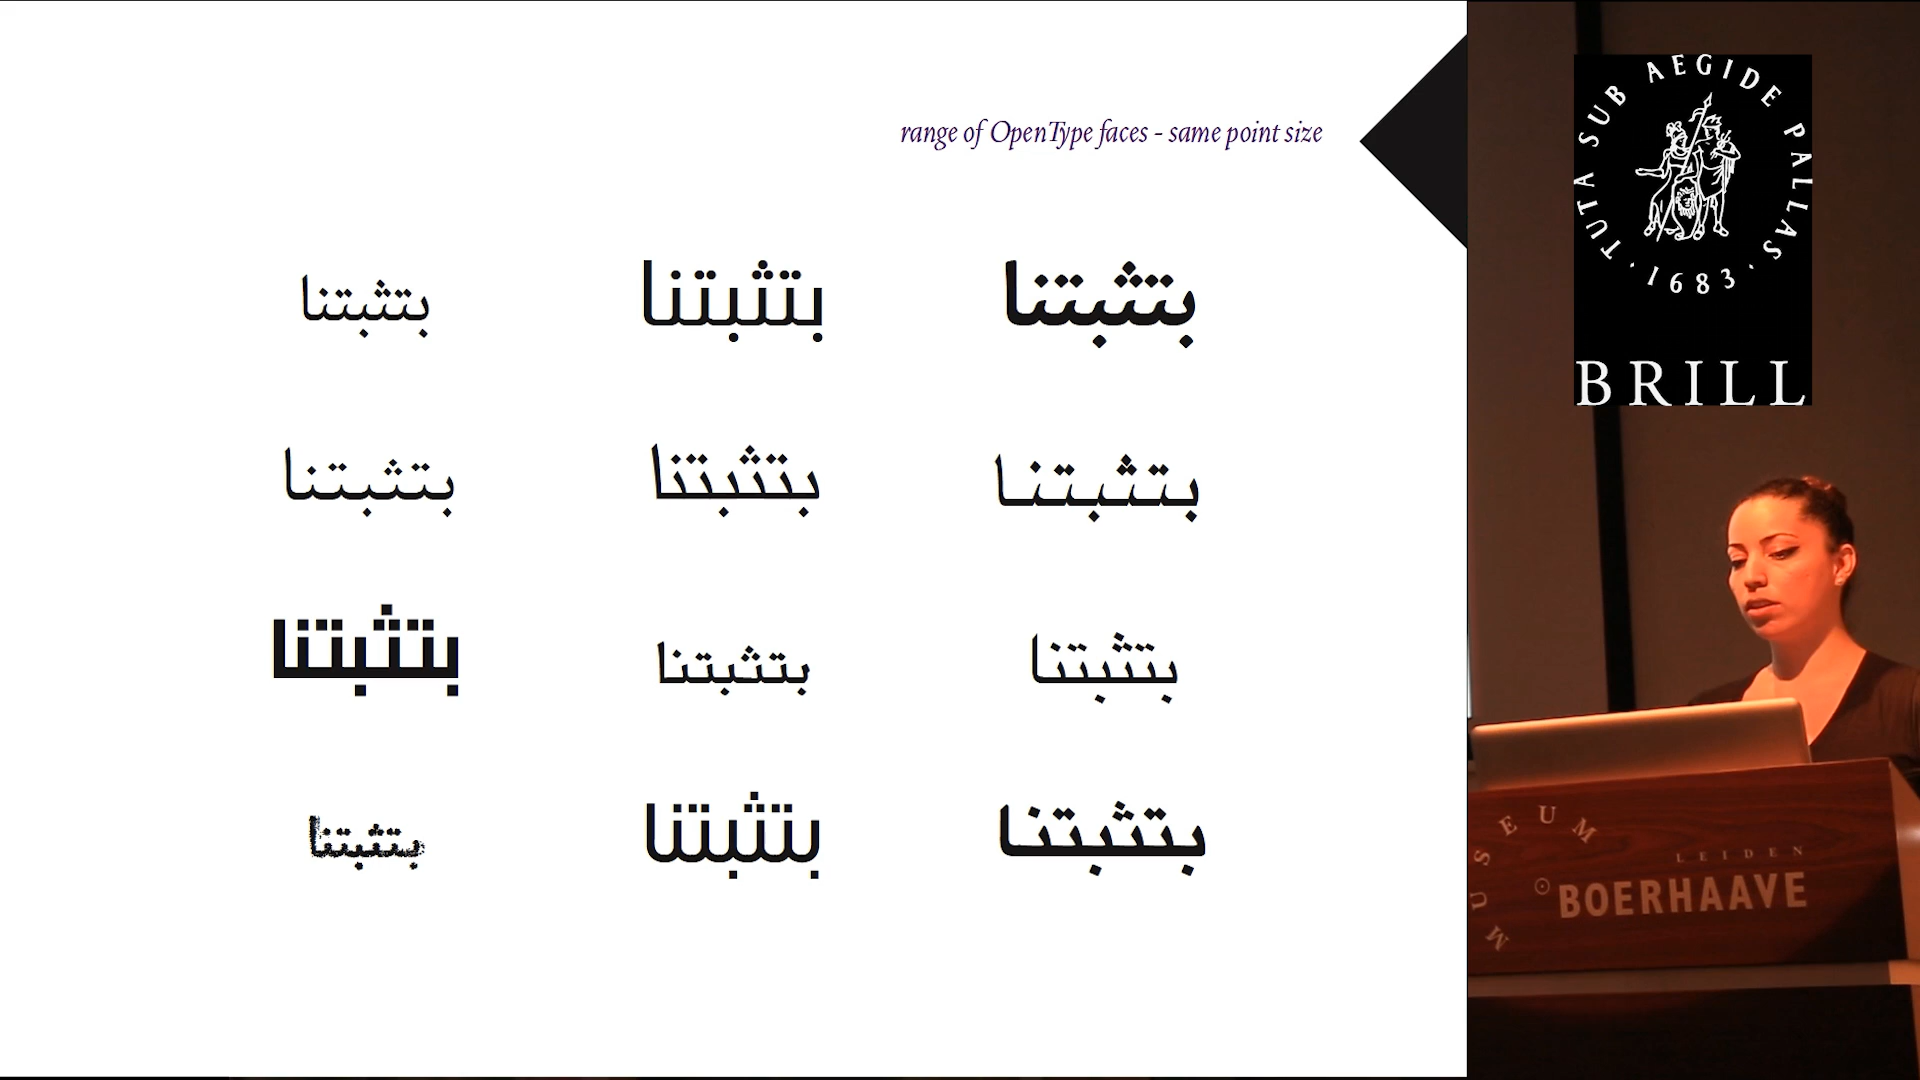 range of OpenType faces - same point size
بتثبتنا بتثبتنا بتثبتنا
بتثبتنا بتثبتنا بتثبتنا
بتثبتنا بتثبتنا بتثبتنا
بتثبتنا بتثبتنا بتثبتنا
TUTA SUB AEGIDE PALLAS · 1683 ·
BRILL
MUSEUM
LEIDEN
BOERHAAVE